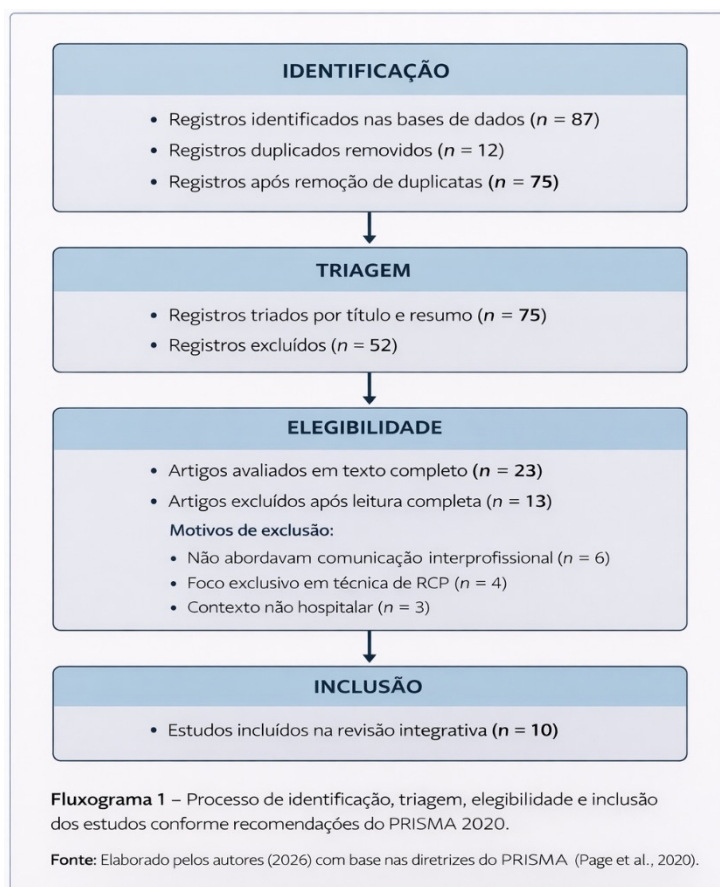 IDENTIFICAÇÃO
• Registros identificados nas bases de dados (n = 87)
• Registros duplicados removidos (n = 12)
• Registros após remoção de duplicatas (n = 75)
TRIAGEM
• Registros triados por título e resumo (n = 75)
• Registros excluídos (n = 52)
ELEGIBILIDADE
• Artigos avaliados em texto completo (n = 23)
• Artigos excluídos após leitura completa (n = 13)
Motivos de exclusão:
• Não abordavam comunicação interprofissional (n = 6)
• Foco exclusivo em técnica de RCP (n = 4)
• Contexto não hospitalar (n = 3)
INCLUSÃO
• Estudos incluídos na revisão integrativa (n = 10)
Fluxograma 1 – Processo de identificação, triagem, elegibilidade e inclusão
dos estudos conforme recomendações do PRISMA 2020.
Fonte: Elaborado pelos autores (2026) com base nas diretrizes do PRISMA (Page et al., 2020).